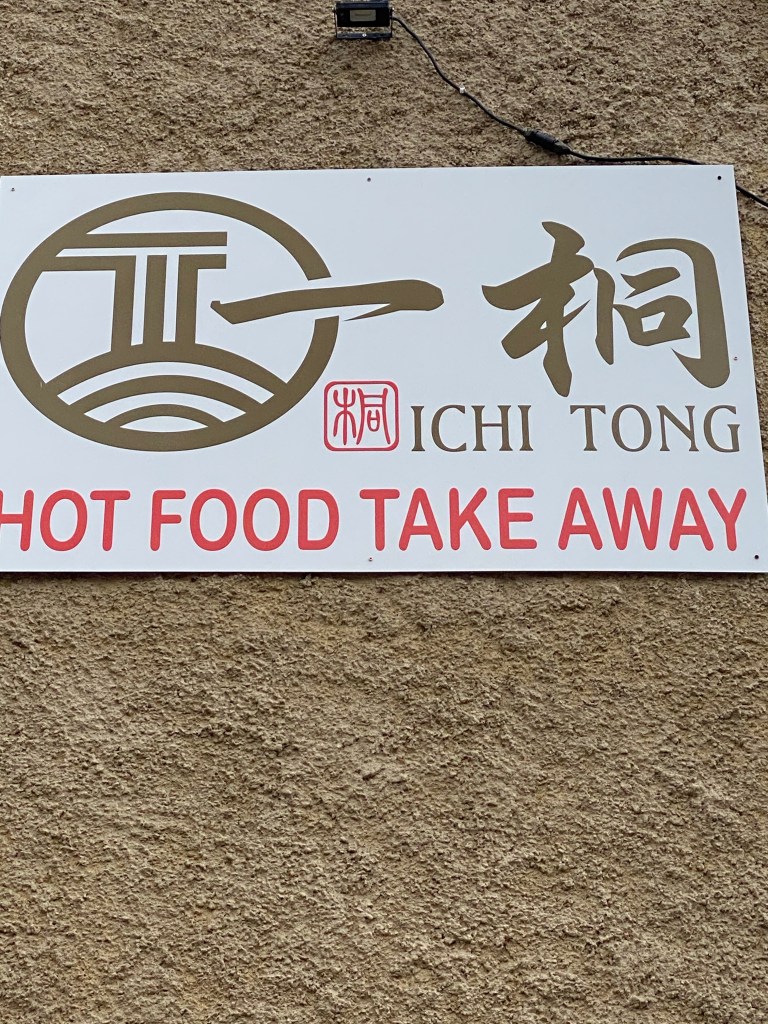 一桐
桐 ICHI TONG
HOT FOOD TAKE AWAY